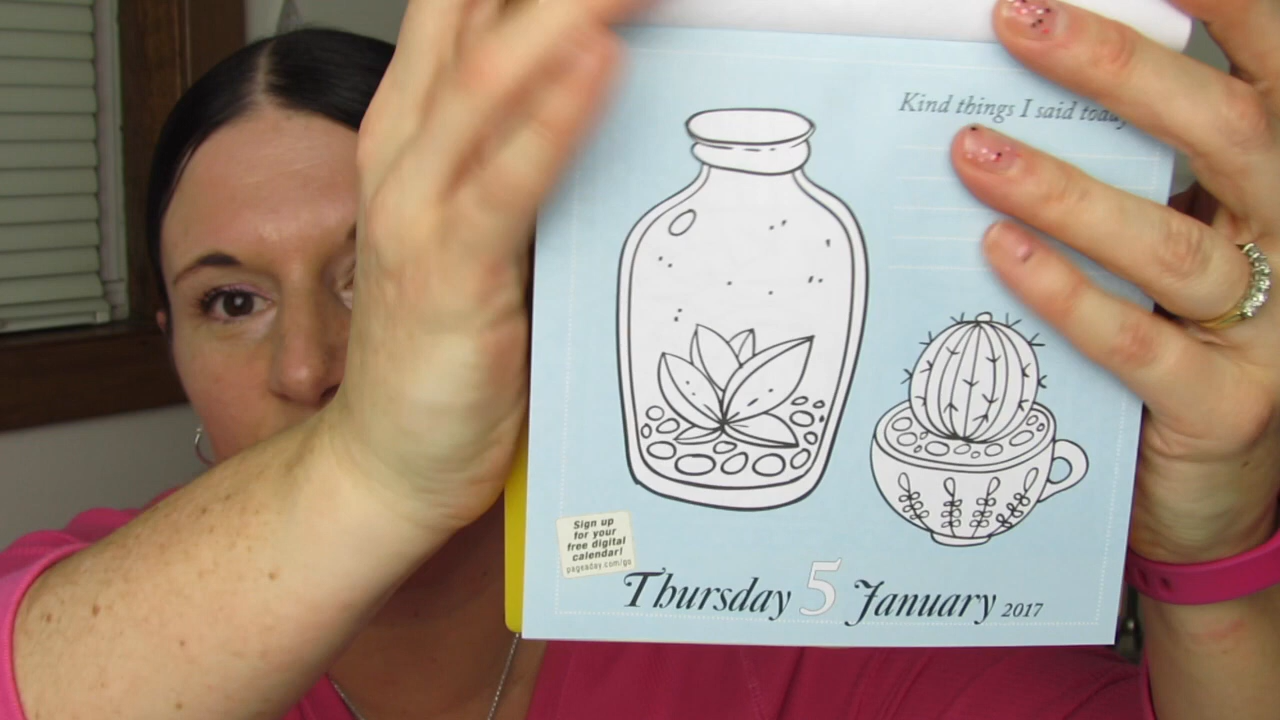 Kind things I said today
Sign up
for your
free digital
calendar!
pageaday.com/go
Thursday 5 January 2017